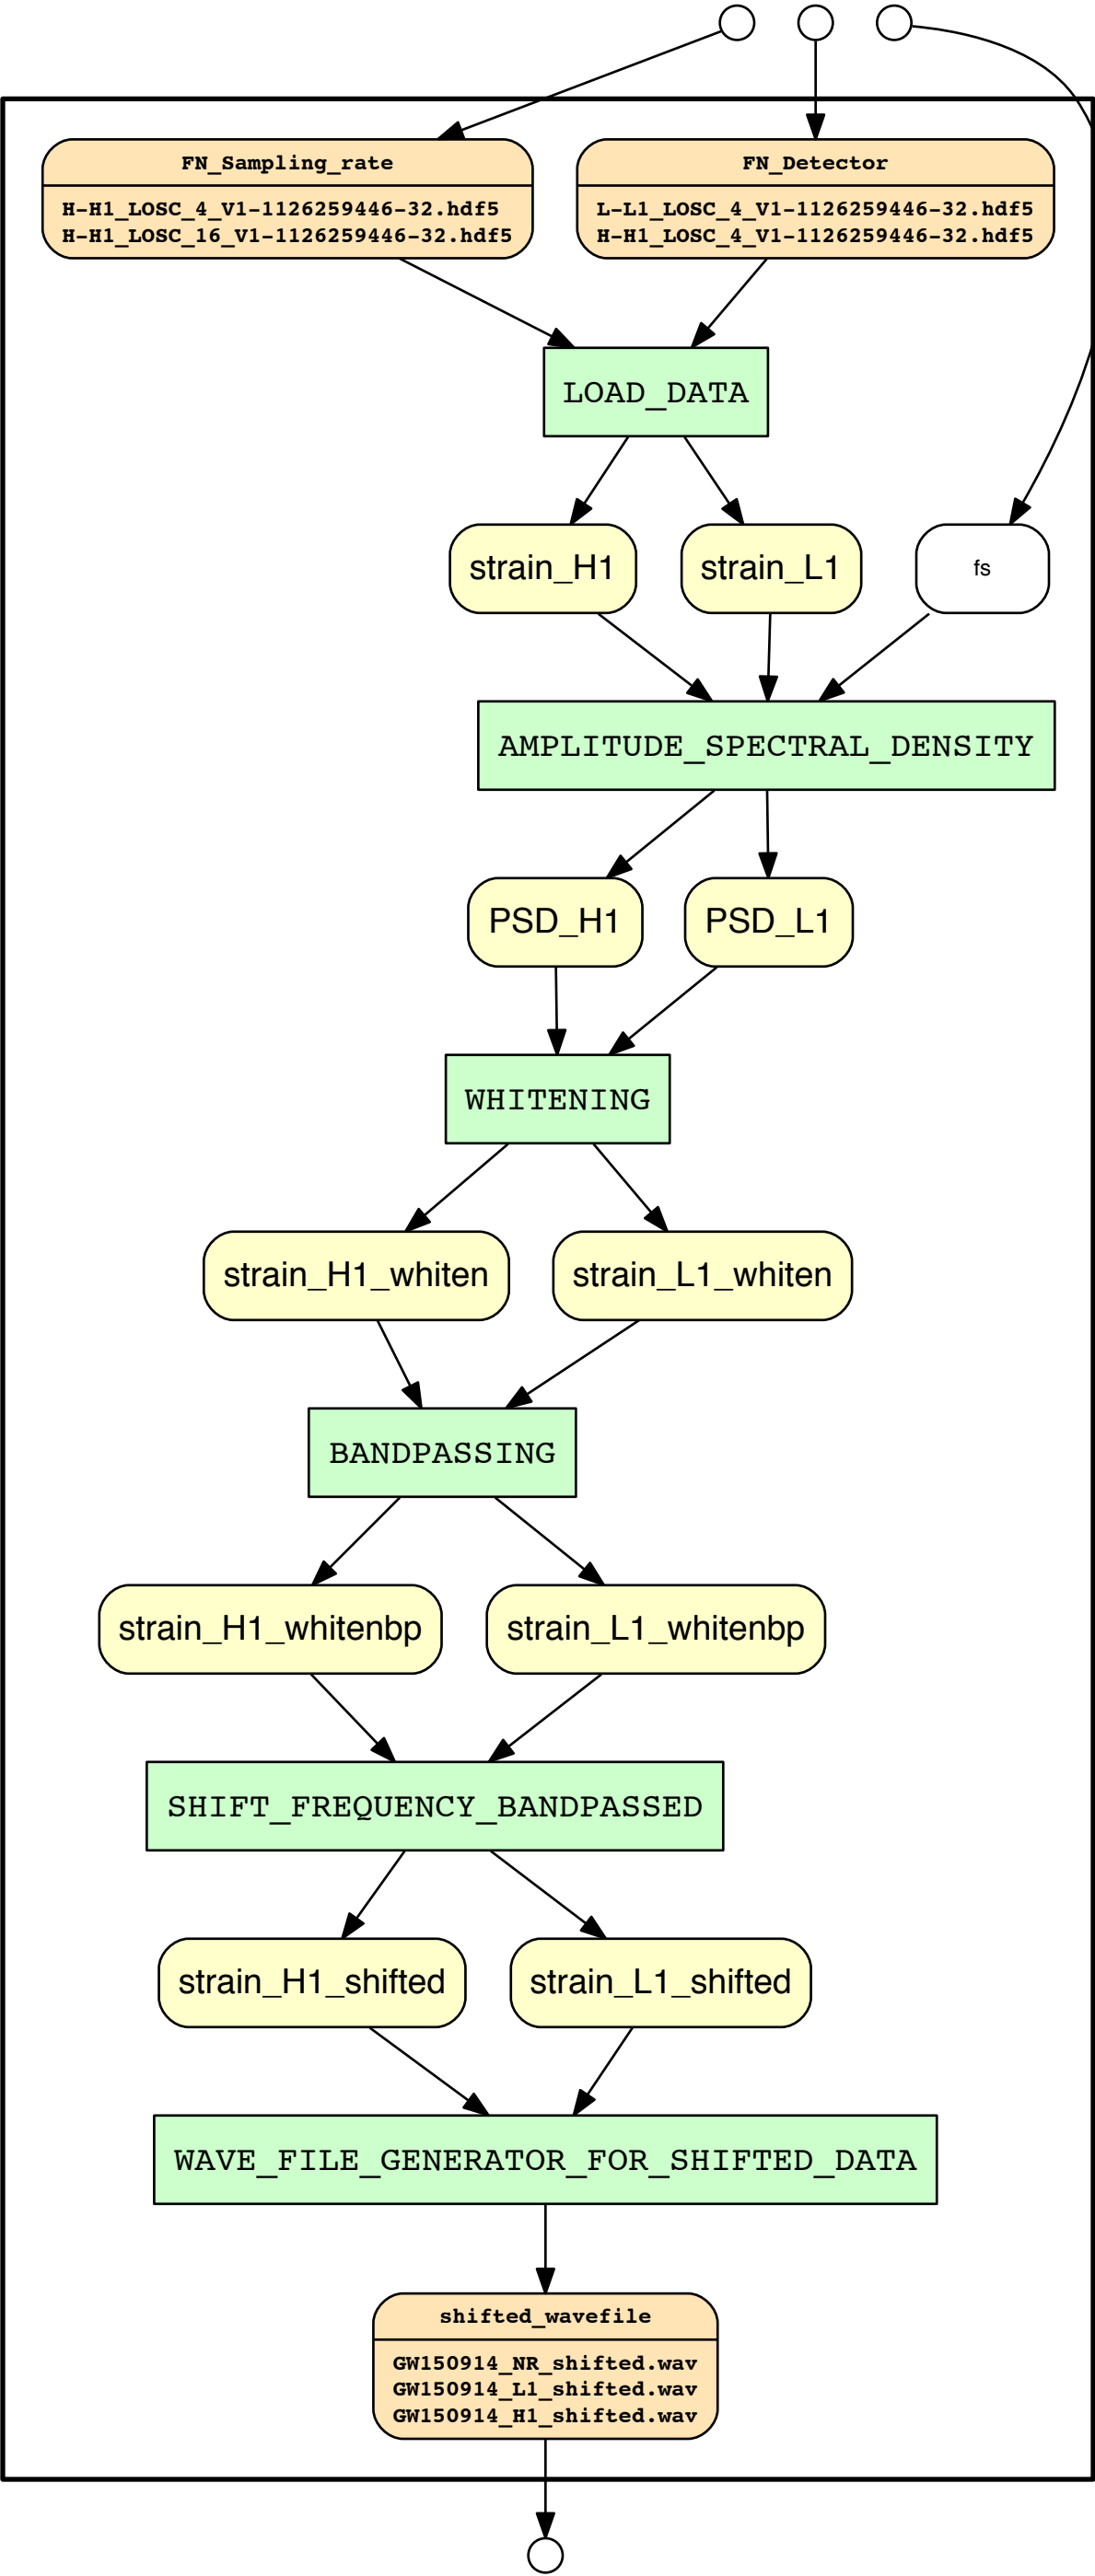 FN_Sampling_rate
H-H1_LOSC_4_V1-1126259446-32.hdf5
H-H1_LOSC_16_V1-1126259446-32.hdf5
FN_Detector
L-L1_LOSC_4_V1-1126259446-32.hdf5
H-H1_LOSC_4_V1-1126259446-32.hdf5
LOAD_DATA
strain_H1
strain_L1
fs
AMPLITUDE_SPECTRAL_DENSITY
PSD_H1
PSD_L1
WHITENING
strain_H1_whiten
strain_L1_whiten
BANDPASSING
strain_H1_whitenbp
strain_L1_whitenbp
SHIFT_FREQUENCY_BANDPASSED
strain_H1_shifted
strain_L1_shifted
WAVE_FILE_GENERATOR_FOR_SHIFTED_DATA
shifted_wavefile
GW150914_NR_shifted.wav
GW150914_L1_shifted.wav
GW150914_H1_shifted.wav